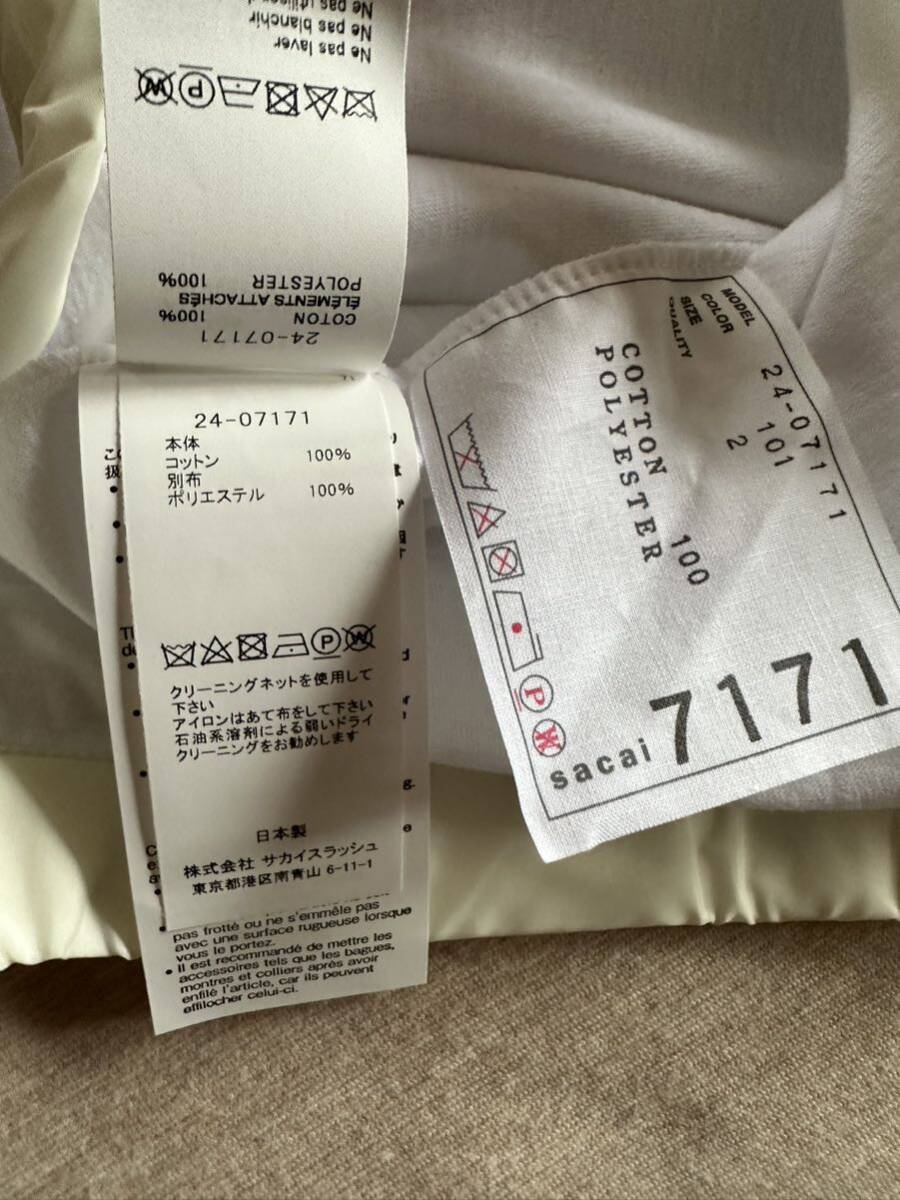 Ne pas blanchir
Ne pas laver
POLYESTER 100%
ÉLÉMENTS ATTACHÉS
COTON 100%
24-07171
24-07171
本体
コットン 100%
別布
ポリエステル 100%
クリーニングネットを使用して
下さい
アイロンはあて布をして下さい
石油系溶剤による弱いドライ
クリーニングをお勧めします
日本製
株式会社 サカイスラッシュ
東京都港区南青山 6-11-1
pas frotté ou ne s'emmêle pas
avec une surface rugueuse lorsque
vous le portez.
• Il est recommandé de mettre les
accessoires tels que les bagues,
montres et colliers après avoir
enfilé l'article, car ils peuvent
effilocher celui-ci.
MODEL 24-07171
COLOR 101
SIZE 2
QUALITY
COTTON 100
POLYESTER
P
W
sacai 7171